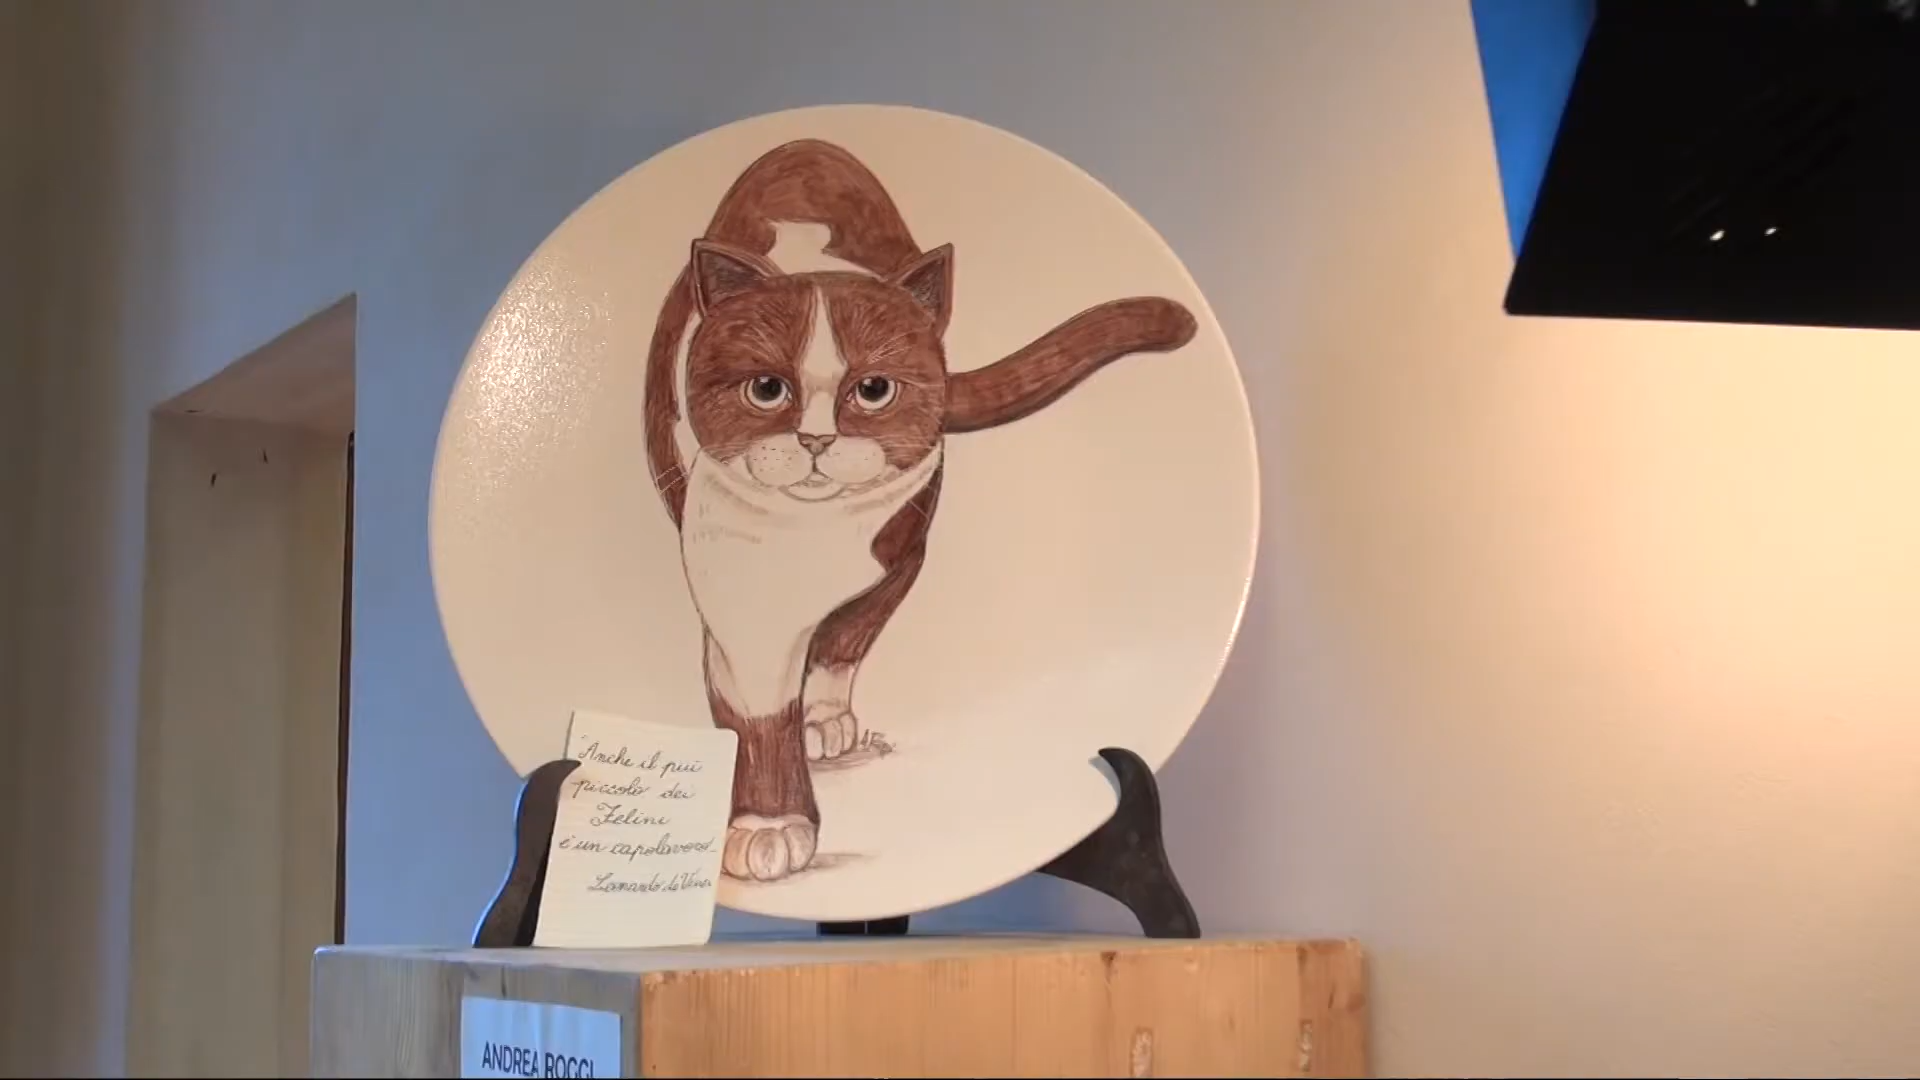 "Anche il più
piccolo dei
Felini
è un capolavoro"
Leonardo da Vinci
ANDREA ROGGI